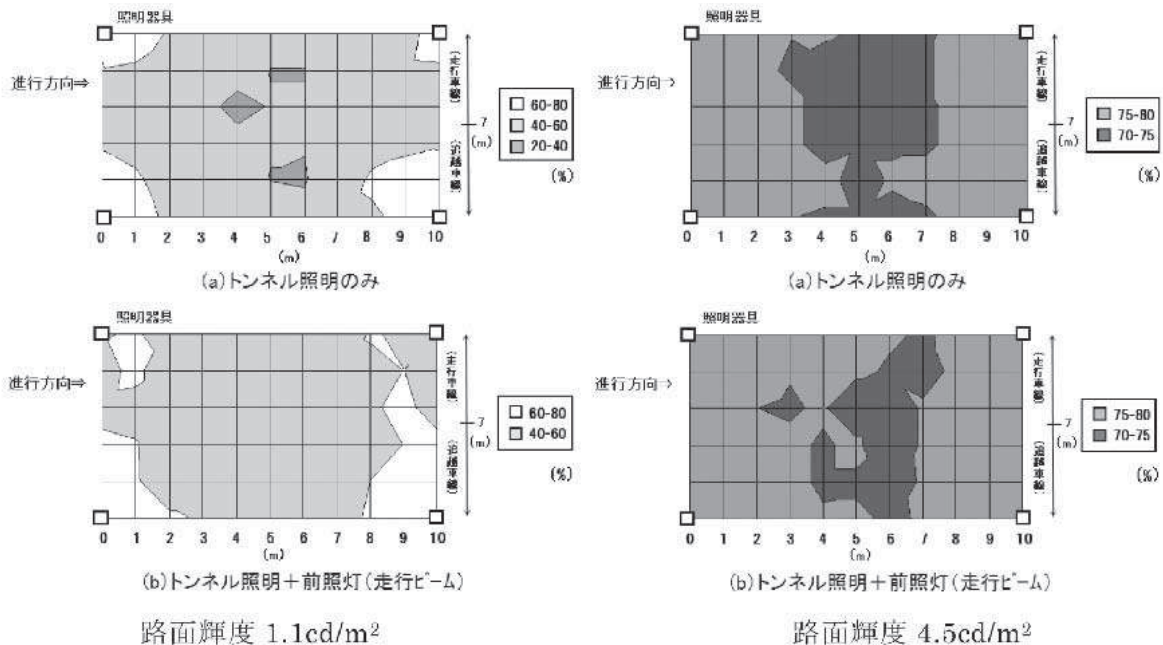 照明器具
進行方向⇒
(走行車線)
7
(m)
(追越車線)
60-80
40-60
20-40
(%)
0 1 2 3 4 5 6 7 8 9 10
(m)
(a)トンネル照明のみ
照明器具
進行方向→
(走行車線)
7
(m)
(追越車線)
75-80
70-75
(%)
0 1 2 3 4 5 6 7 8 9 10
(m)
(a)トンネル照明のみ
照明器具
進行方向⇒
(走行車線)
7
(m)
(追越車線)
60-80
40-60
(%)
0 1 2 3 4 5 6 7 8 9 10
(m)
(b)トンネル照明+前照灯(走行ビーム)
照明器具
進行方向→
(走行車線)
7
(m)
(追越車線)
75-80
70-75
(%)
0 1 2 3 4 5 6 7 8 9 10
(m)
(b)トンネル照明+前照灯(走行ビーム)
路面輝度 1.1cd/m²
路面輝度 4.5cd/m²